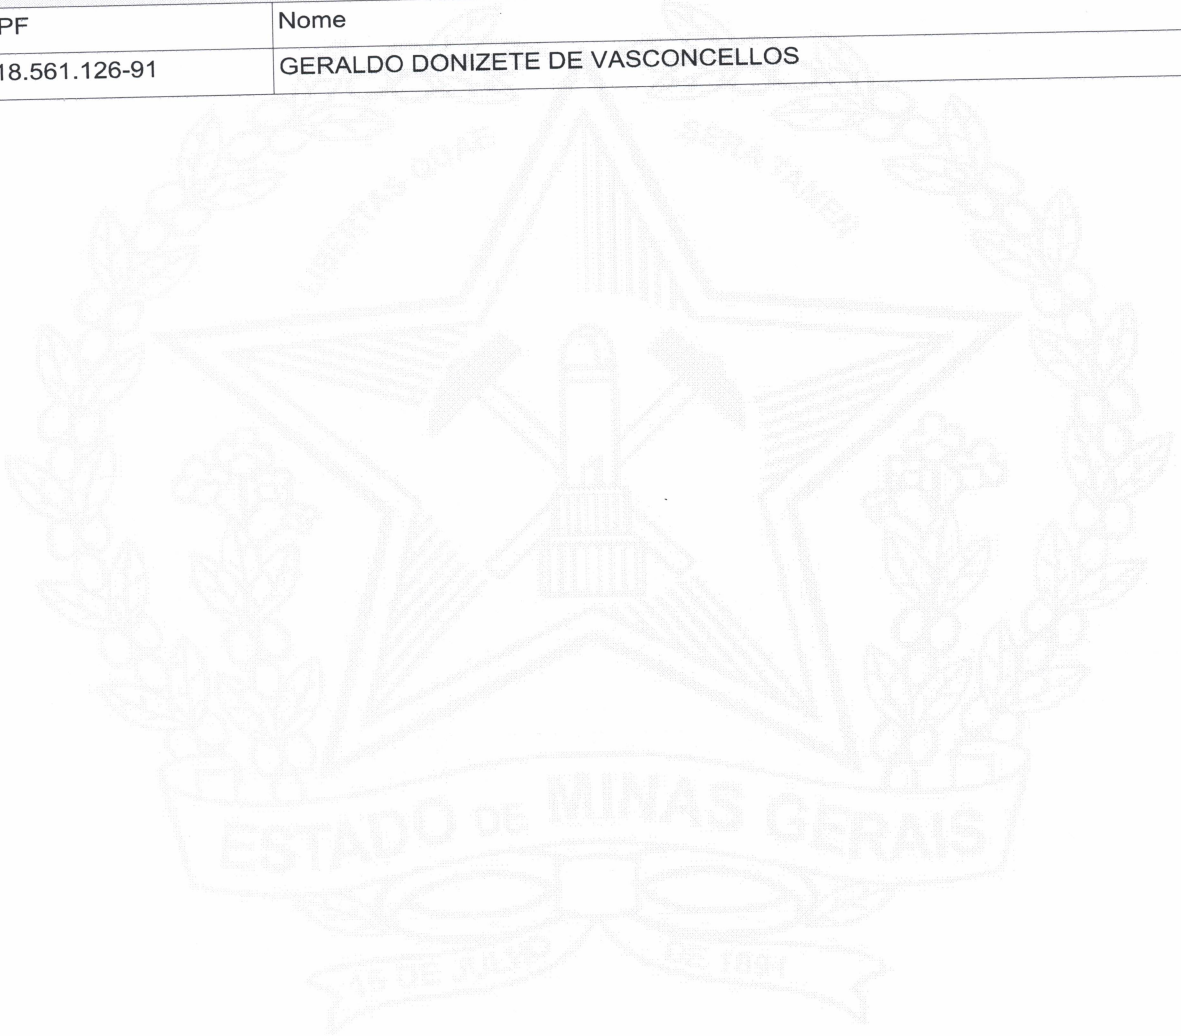 PF Nome
18.561.126-91 GERALDO DONIZETE DE VASCONCELLOS
LIBERTAS QUAE SERA TAMEN
ESTADO DE MINAS GERAIS
15 DE JULHO DE 1891